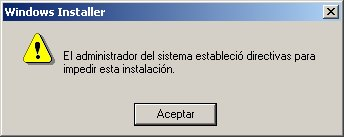 Windows Installer
El administrador del sistema estableció directivas para
impedir esta instalación.
Aceptar